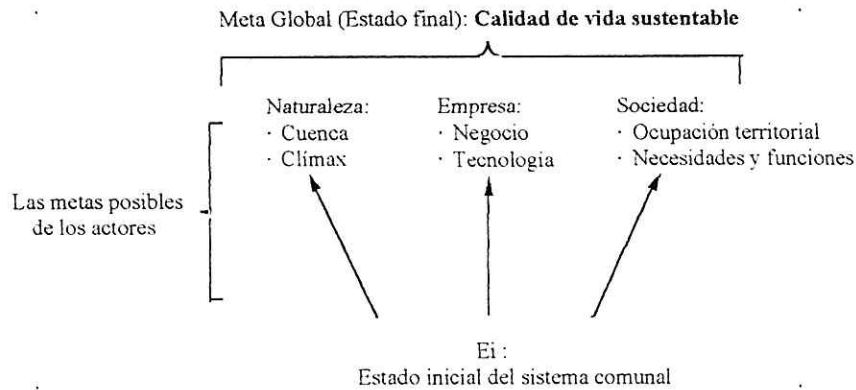 Meta Global (Estado final): Calidad de vida sustentable
Naturaleza:
· Cuenca
· Clímax
Empresa:
· Negocio
· Tecnologia
Sociedad:
· Ocupación territorial
· Necesidades y funciones
Las metas posibles
de los actores
Ei :
Estado inicial del sistema comunal